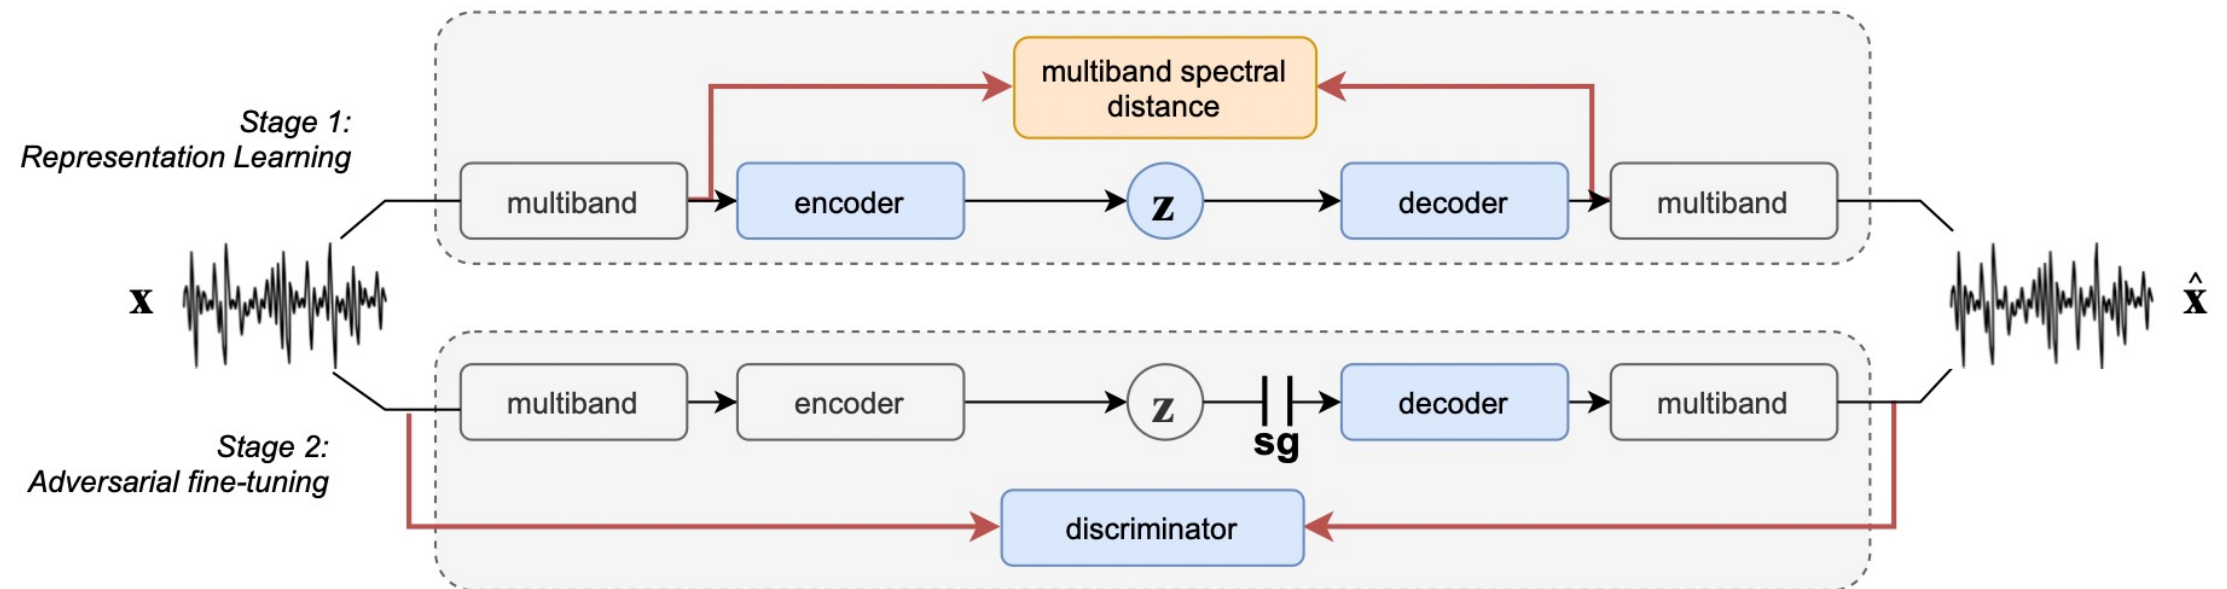 Stage 1:
Representation Learning
multiband spectral
distance
multiband
encoder
z
decoder
multiband
x
x̂
multiband
encoder
z
sg
decoder
multiband
Stage 2:
Adversarial fine-tuning
discriminator